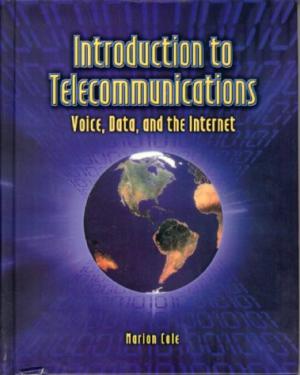 Introduction to
Telecommunications
Voice, Data, and the Internet
Marion Cole